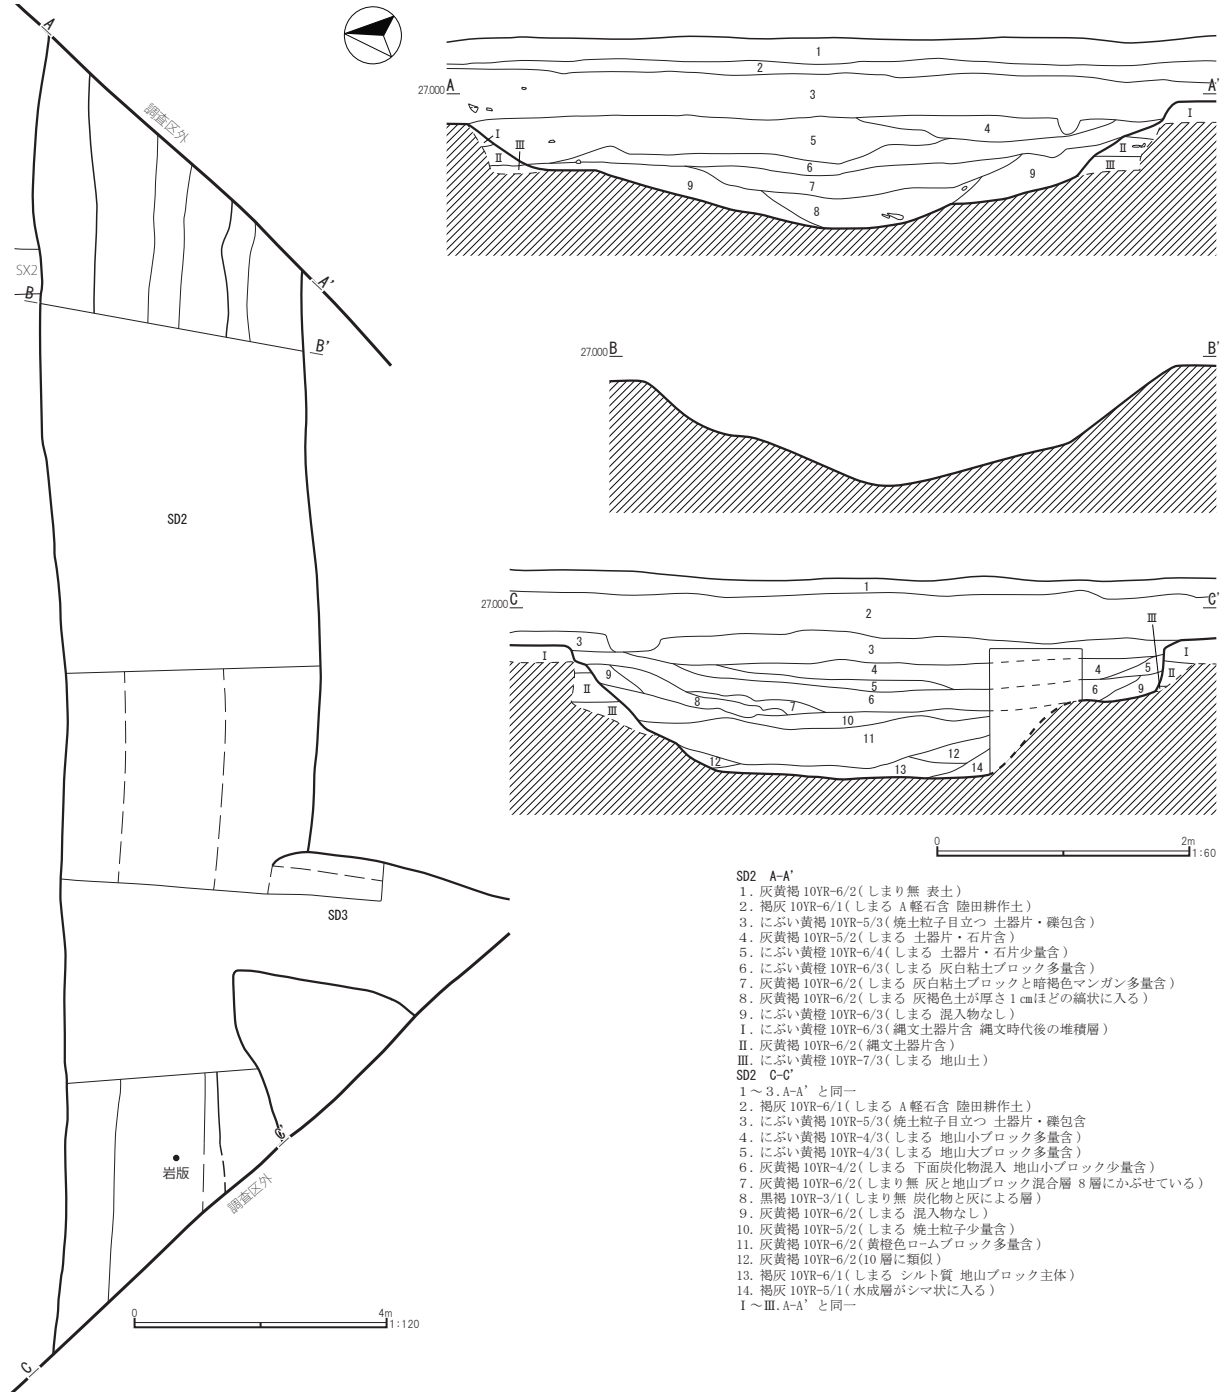 A
調査区外
A'
SX2
B
B'
SD2
SD3
C'
岩版
調査区外
0 4m
1:120
C
1
2
27.000 A A'
3
4
5
6
7
8
9
9
Ⅰ
Ⅱ
Ⅲ
Ⅰ
Ⅱ
Ⅲ
27.000 B B'
1
27.000 C C'
2
3
3
4
5
6
7
8
9
10
11
12
12
13
14
4
5
6
9
Ⅰ
Ⅱ
Ⅲ
Ⅲ
Ⅰ
Ⅱ
0 2m
1:60
SD2 A-A'
1. 灰黄褐 10YR-6/2(しまり無 表土)
2. 褐灰 10YR-6/1(しまる A軽石含 陸田耕作土)
3. にぶい黄褐 10YR-5/3(焼土粒子目立つ 土器片・礫包含)
4. 灰黄褐 10YR-5/2(しまる 土器片・石片含)
5. にぶい黄橙 10YR-6/4(しまる 土器片・石片少量含)
6. にぶい黄橙 10YR-6/3(しまる 灰白粘土ブロック多量含)
7. 灰黄褐 10YR-6/2(しまる 灰白粘土ブロックと暗褐色マンガン多量含)
8. 灰黄褐 10YR-6/2(しまる 灰褐色土が厚さ1㎝ほどの縞状に入る)
9. にぶい黄橙 10YR-6/3(しまる 混入物なし)
Ⅰ. にぶい黄橙 10YR-6/3(縄文土器片含 縄文時代後の堆積層)
Ⅱ. 灰黄褐 10YR-6/2(縄文土器片含)
Ⅲ. にぶい黄橙 10YR-7/3(しまる 地山土)
SD2 C-C'
1～3.A-A'と同一
2. 褐灰 10YR-6/1(しまる A軽石含 陸田耕作土)
3. にぶい黄褐 10YR-5/3(焼土粒子目立つ 土器片・礫包含
4. にぶい黄褐 10YR-4/3(しまる 地山小ブロック多量含)
5. にぶい黄褐 10YR-4/3(しまる 地山大ブロック多量含)
6. 灰黄褐 10YR-4/2(しまる 下面炭化物混入 地山小ブロック少量含)
7. 灰黄褐 10YR-6/2(しまり無 灰と地山ブロック混合層 8層にかぶせている)
8. 黒褐 10YR-3/1(しまり無 炭化物と灰による層)
9. 灰黄褐 10YR-6/2(しまる 混入物なし)
10. 灰黄褐 10YR-5/2(しまる 焼土粒子少量含)
11. 灰黄褐 10YR-6/2(黄橙色ロームブロック多量含)
12. 灰黄褐 10YR-6/2(10層に類似)
13. 褐灰 10YR-6/1(しまる シルト質 地山ブロック主体)
14. 褐灰 10YR-5/1(水成層がシマ状に入る)
Ⅰ～Ⅲ.A-A'と同一